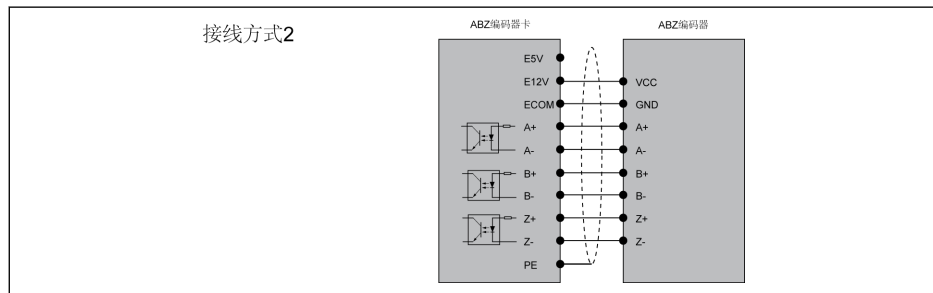 接线方式2
ABZ编码器卡 ABZ编码器
E5V
E12V VCC
ECOM GND
A+ A+
A- A-
B+ B+
B- B-
Z+ Z+
Z- Z-
PE